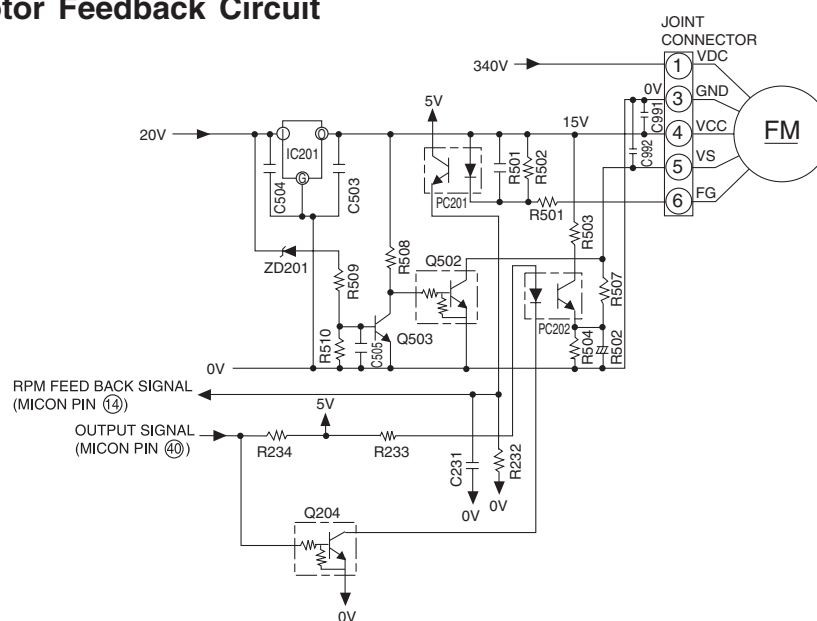 tor Feedback Circuit
JOINT
CONNECTOR
1 VDC
340V
0V
3 GND
C991
5V
15V
20V
4 VCC
FM
IC201
O
G
C504
C503
R501
R502
C992
5 VS
PC201
6 FG
R501
R503
R508
Q502
ZD201
R509
R507
PC202
Q503
R510
C505
R504
R502
0V
RPM FEED BACK SIGNAL
(MICON PIN 14)
5V
OUTPUT SIGNAL
(MICON PIN 40)
R234
R233
C231
R232
0V
0V
Q204
0V